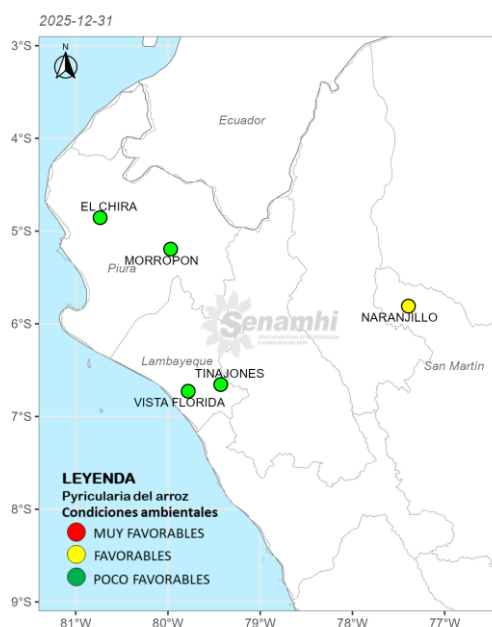 2025-12-31
3°S
N
Ecuador
4°S
EL CHIRA
5°S
MORROPON
Piura
NARANJILLO
6°S
Senamhi
Lambayeque
San Martín
TINAJONES
VISTA FLORIDA
7°S
LEYENDA
Pyricularia del arroz
Condiciones ambientales
MUY FAVORABLES
8°S
FAVORABLES
POCO FAVORABLES
9°S
81°W
80°W
79°W
78°W
77°W